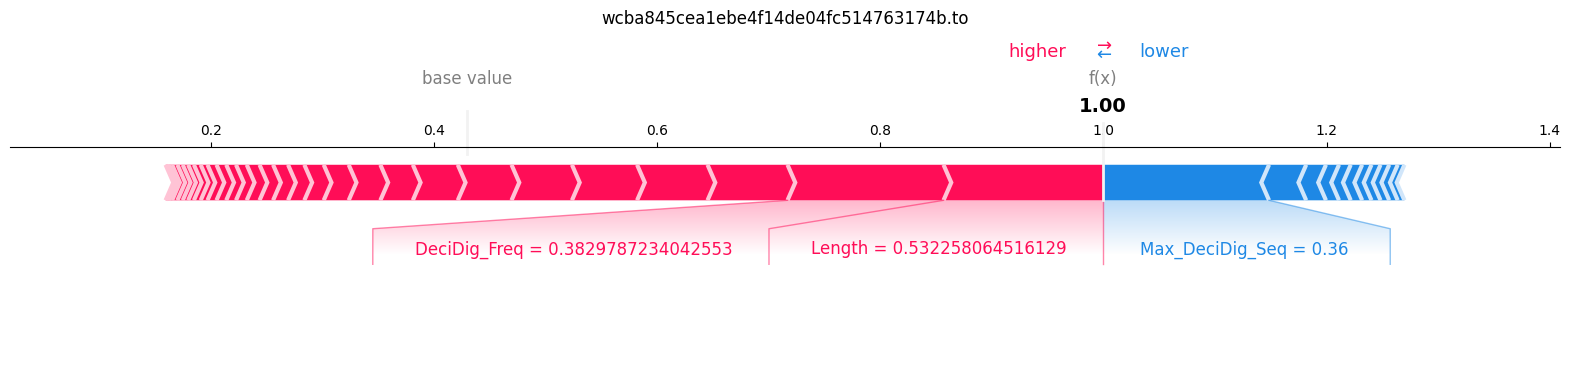 wcba845cea1ebe4f14de04fc514763174b.to
higher ⇄ lower
base value f(x)
1.00
0.2 0.4 0.6 0.8 1.0 1.2 1.4
DeciDig_Freq = 0.3829787234042553 Length = 0.532258064516129 Max_DeciDig_Seq = 0.36